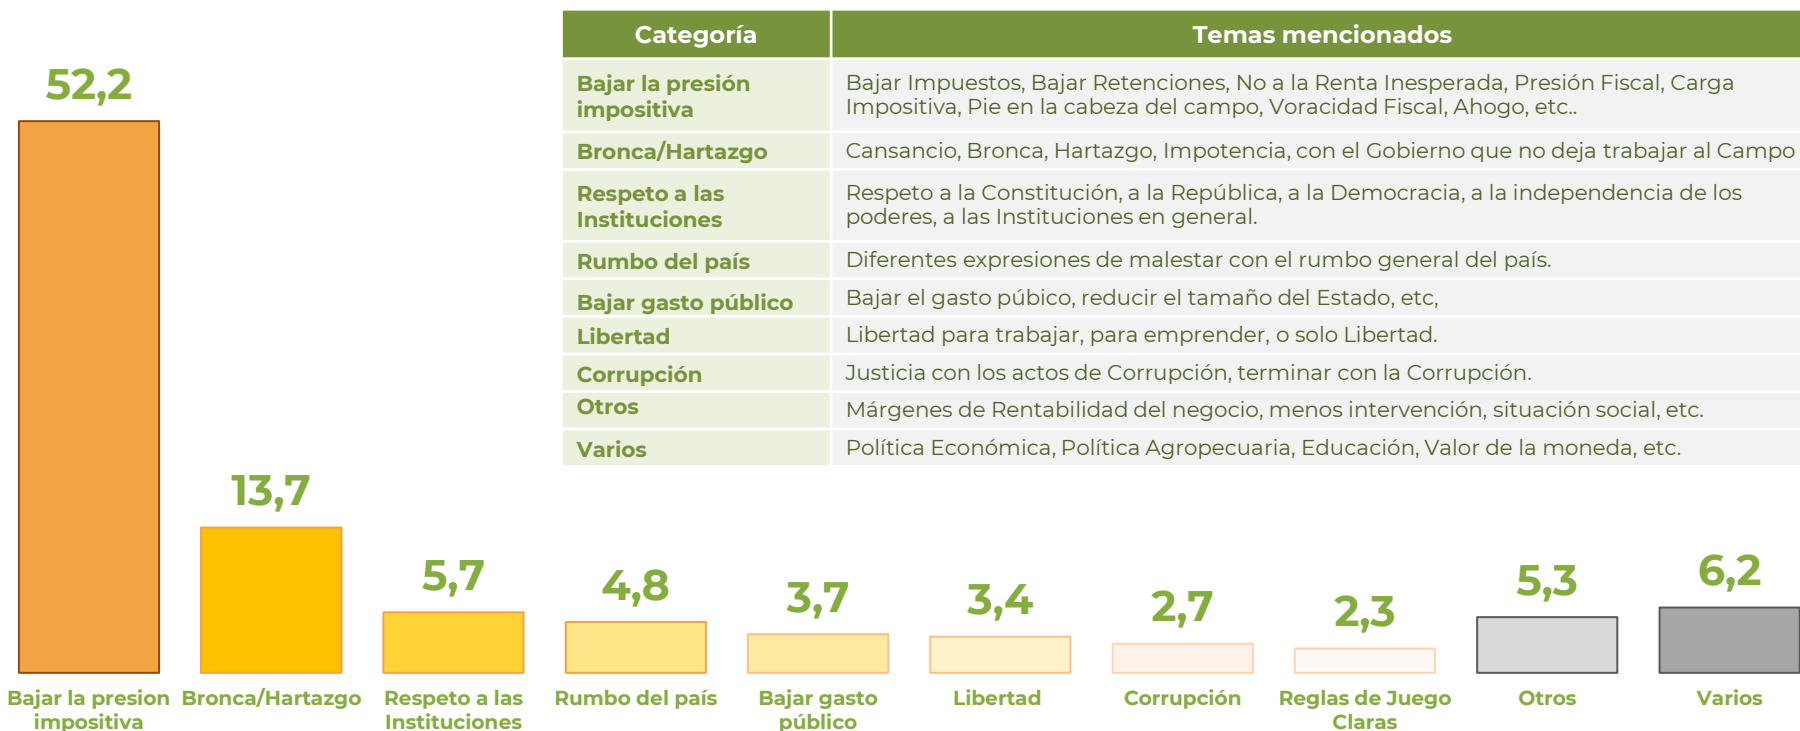 Categoría Temas mencionados
Bajar la presión
impositiva
Bajar Impuestos, Bajar Retenciones, No a la Renta Inesperada, Presión Fiscal, Carga
Impositiva, Pie en la cabeza del campo, Voracidad Fiscal, Ahogo, etc..
Bronca/Hartazgo
Cansancio, Bronca, Hartazgo, Impotencia, con el Gobierno que no deja trabajar al Campo
Respeto a las
Instituciones
Respeto a la Constitución, a la República, a la Democracia, a la independencia de los
poderes, a las Instituciones en general.
Rumbo del país
Diferentes expresiones de malestar con el rumbo general del país.
Bajar gasto público
Bajar el gasto púbico, reducir el tamaño del Estado, etc,
Libertad
Libertad para trabajar, para emprender, o solo Libertad.
Corrupción
Justicia con los actos de Corrupción, terminar con la Corrupción.
Otros
Márgenes de Rentabilidad del negocio, menos intervención, situación social, etc.
Varios
Política Económica, Política Agropecuaria, Educación, Valor de la moneda, etc.
52,2
13,7
5,7
4,8
3,7
3,4
2,7
2,3
5,3
6,2
Bajar la presion
impositiva
Bronca/Hartazgo
Respeto a las
Instituciones
Rumbo del país
Bajar gasto
público
Libertad
Corrupción
Reglas de Juego
Claras
Otros
Varios